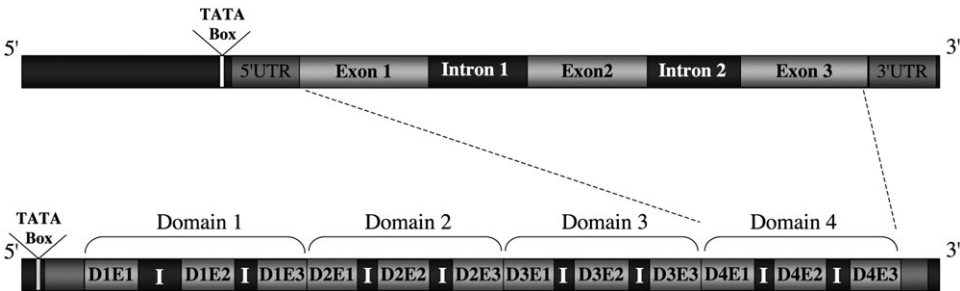 TATA
Box
5' 3'
5'UTR Exon 1 Intron 1 Exon2 Intron 2 Exon 3 3'UTR
TATA
Box
Domain 1 Domain 2 Domain 3 Domain 4
5' 3'
D1E1 I D1E2 I D1E3 D2E1 I D2E2 I D2E3 D3E1 I D3E2 I D3E3 D4E1 I D4E2 I D4E3